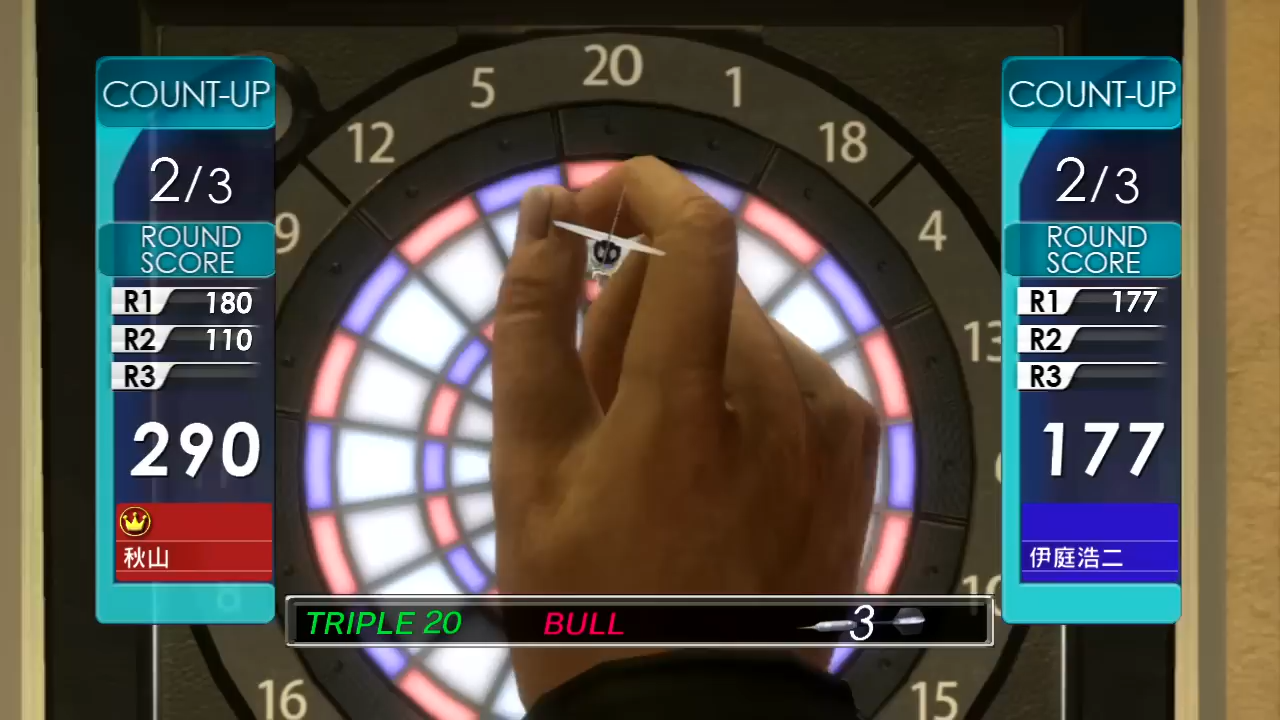 COUNT-UP
2/3
ROUND
SCORE
R1 180
R2 110
R3
290
秋山
5
20
1
12
18
9
4
13
10
16
15
COUNT-UP
2/3
ROUND
SCORE
R1 177
R2
R3
177
伊庭浩二
TRIPLE 20 BULL 3